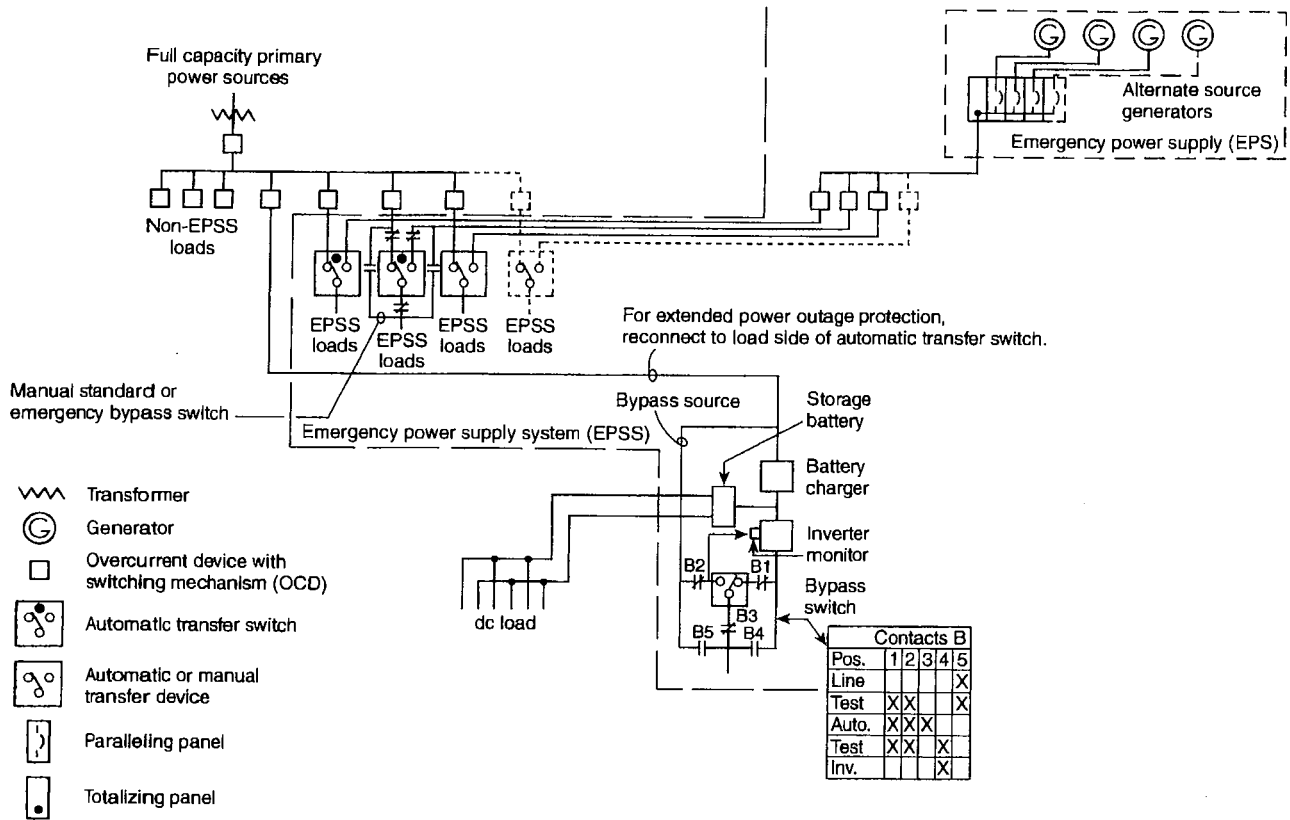 Full capacity primary
power sources
G G G G
Alternate source
generators
Emergency power supply (EPS)
Non-EPSS
loads
EPSS
loads
EPSS
loads
EPSS
loads
EPSS
loads
For extended power outage protection,
reconnect to load side of automatic transfer switch.
Manual standard or
emergency bypass switch
Bypass source
Storage
battery
Emergency power supply system (EPSS)
Battery
charger
Inverter
monitor
B2
B1
Bypass
switch
B3
B5
B4
dc load
Transformer
G
Generator
Overcurrent device with
switching mechanism (OCD)
Automatic transfer switch
Automatic or manual
transfer device
Paralleling panel
Totalizing panel
Contacts B
Pos. 1 2 3 4 5
Line X
Test X X X
Auto. X X X
Test X X X
Inv. X